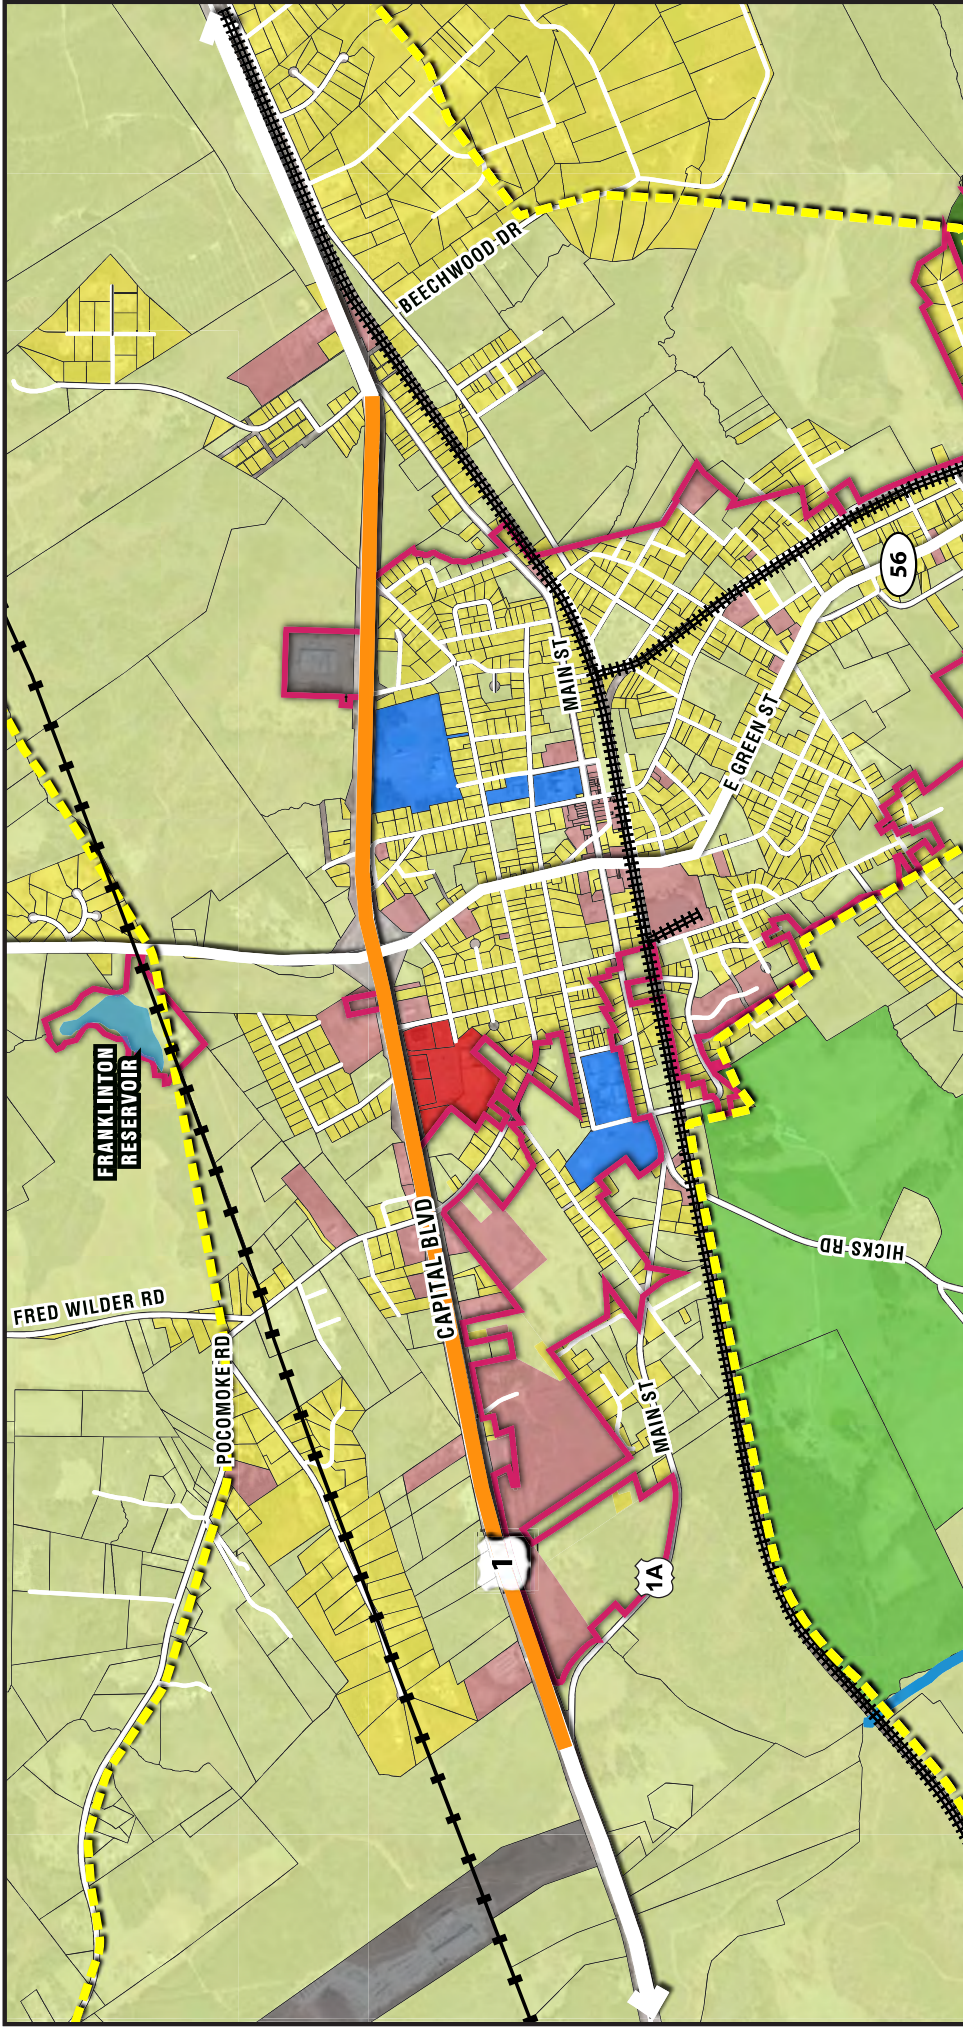 BEECHWOOD DR
56
MAIN ST
E GREEN ST
FRANKLINTON
RESERVOIR
CAPITAL BLVD
HICKS RD
FRED WILDER RD
POCOMOKE RD
MAIN ST
1
1A